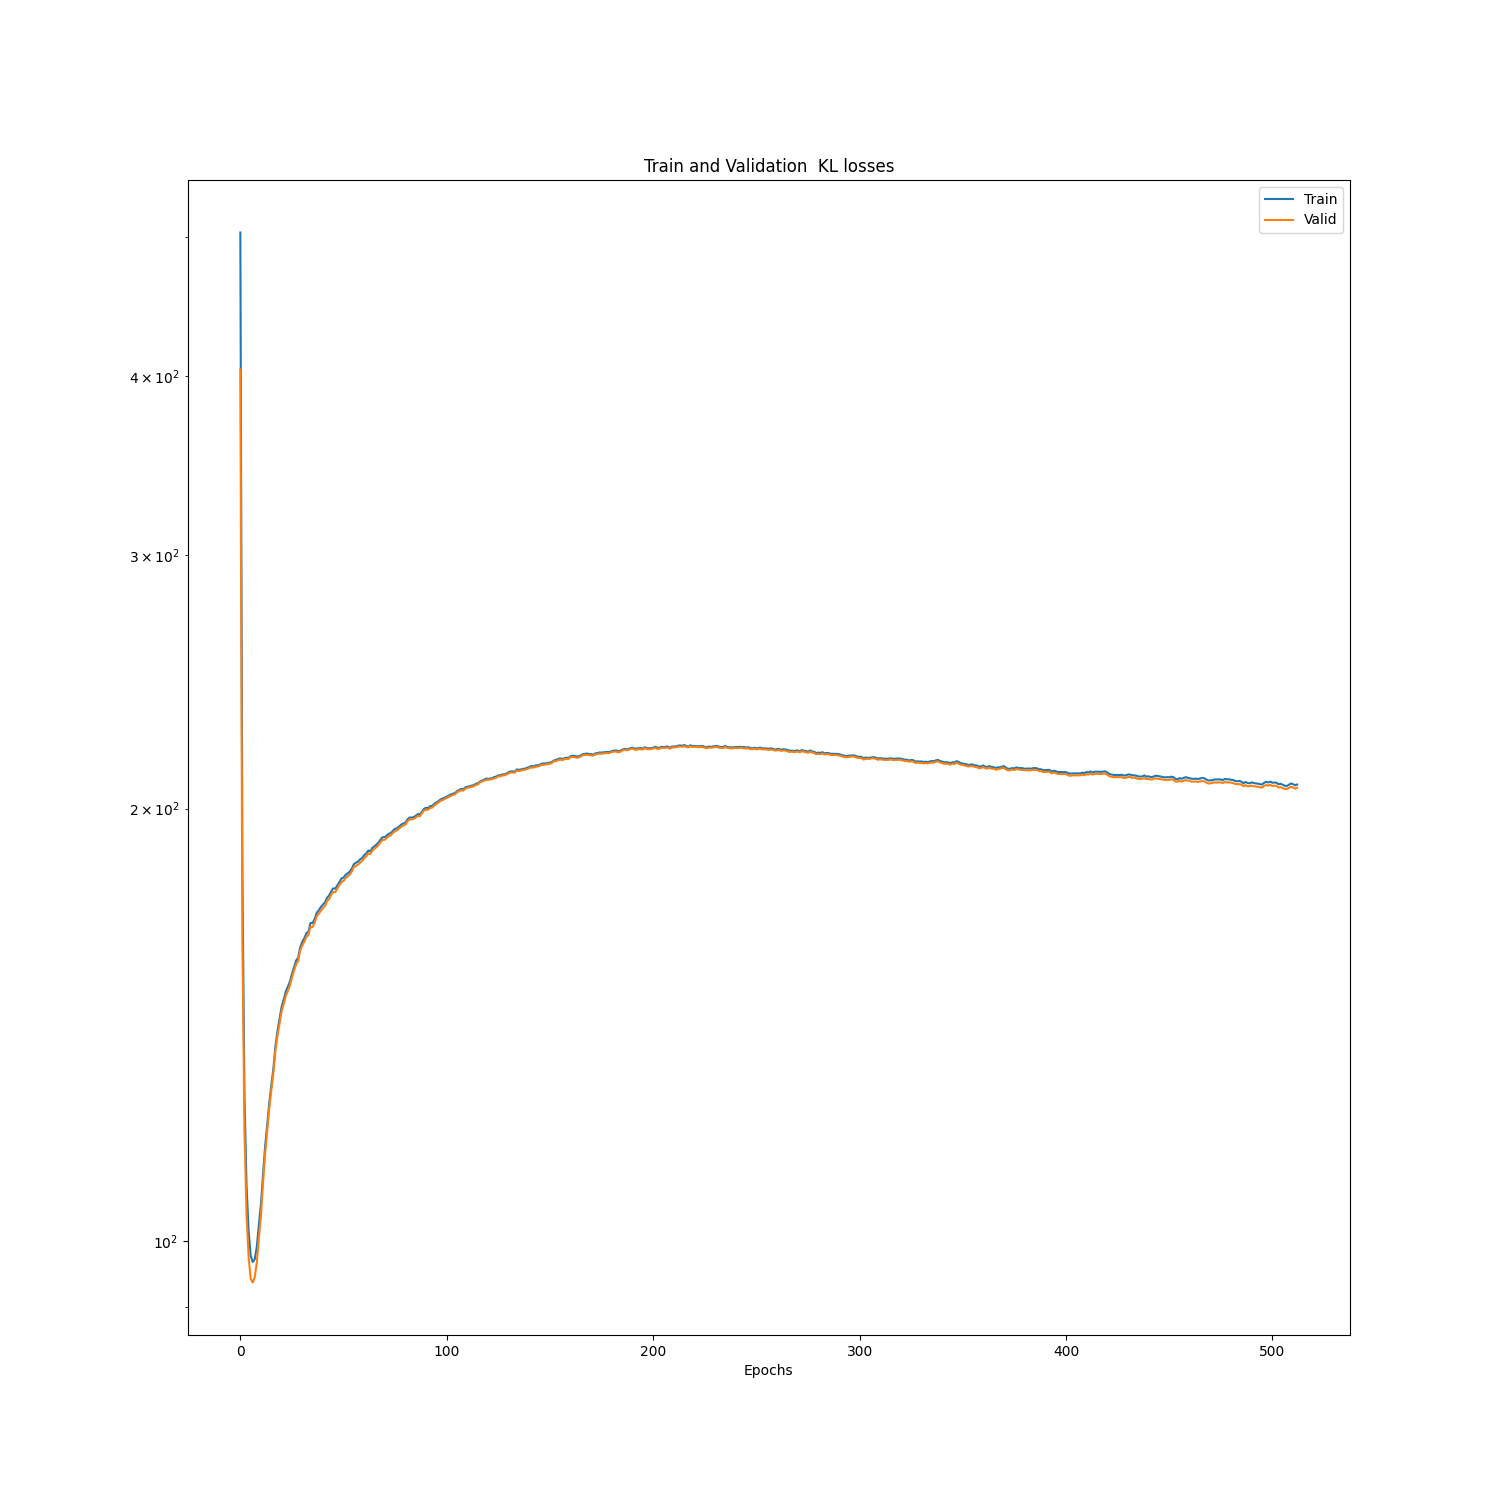 Train and Validation  KL losses
Train
Valid
4 × 10²
3 × 10²
2 × 10²
10²
0 100 200 300 400 500
Epochs